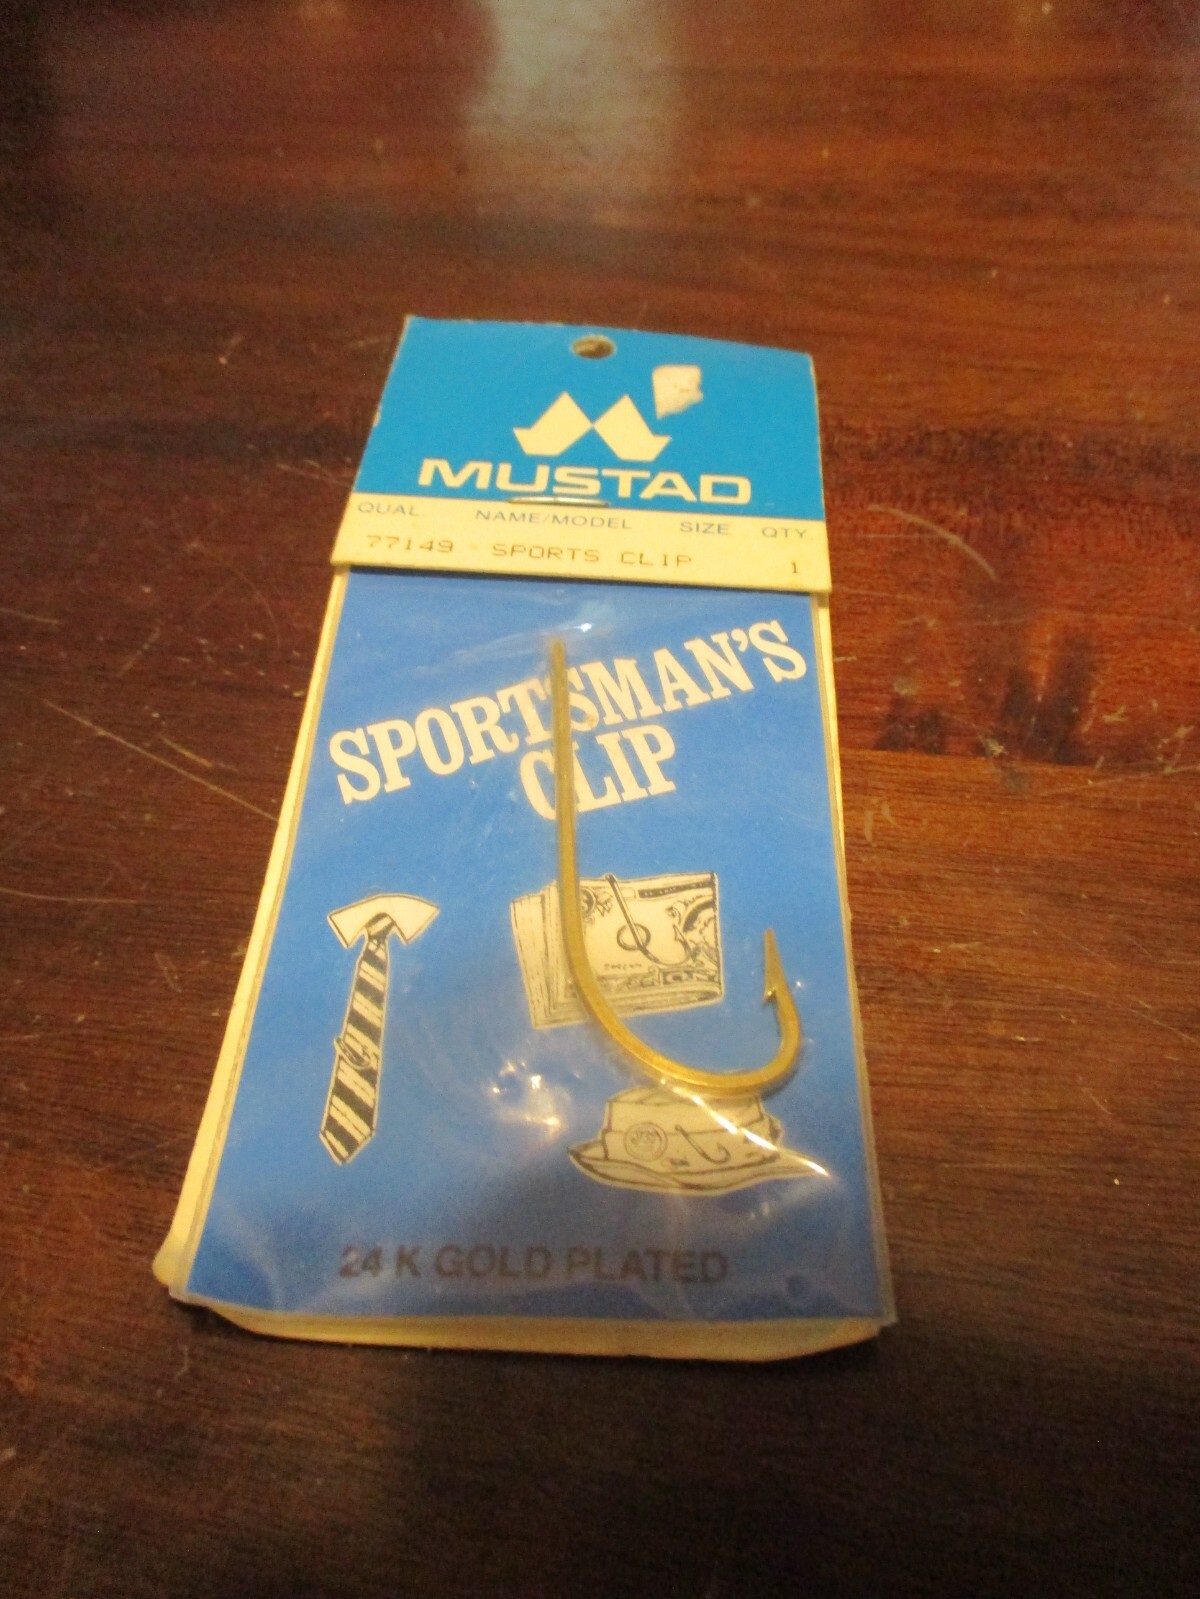 MUSTAD
QUAL. NAME/MODEL SIZE QTY.
77149 SPORTS CLIP 1
SPORTSMAN'S
CLIP
24 K GOLD PLATED